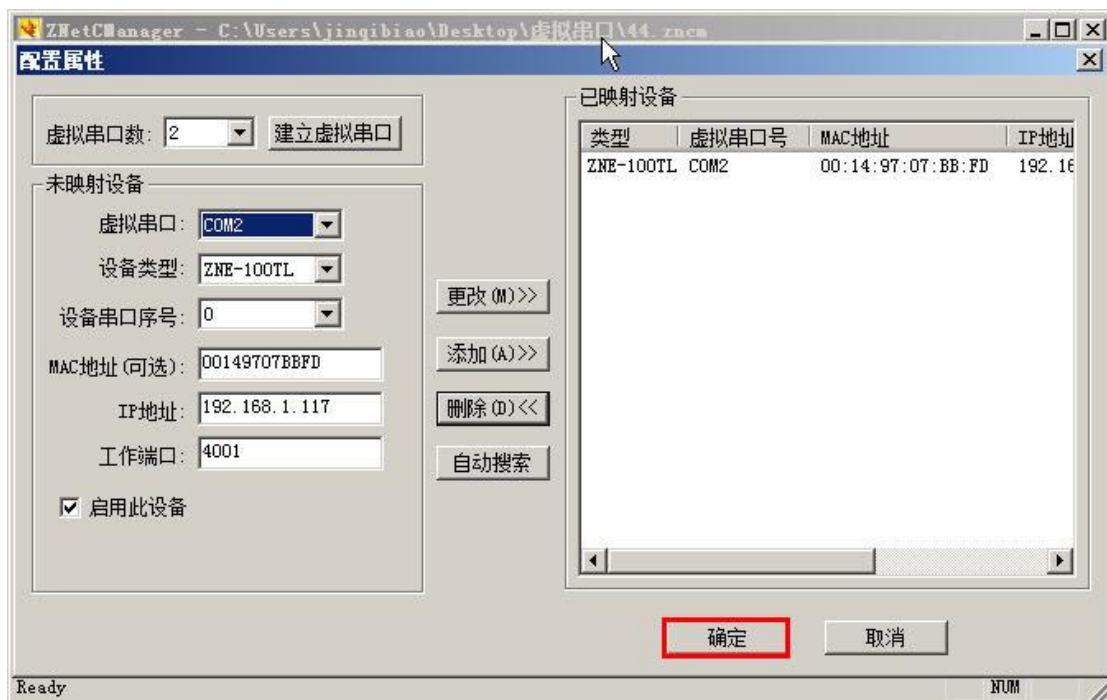 ZNetCManager - C:\Users\jinqibiao\Desktop\虚拟串口\44.zncm
配置属性
虚拟串口数: 2 建立虚拟串口
未映射设备
虚拟串口: COM2
设备类型: ZNE-100TL
设备串口序号: 0
MAC地址(可选): 00149707BBFD
IP地址: 192.168.1.117
工作端口: 4001
启用此设备
更改(M)>>
添加(A)>>
删除(D)<<
自动搜索
已映射设备
类型 虚拟串口号 MAC地址 IP地址
ZNE-100TL COM2 00:14:97:07:BB:FD 192.16
确定 取消
Ready NUM